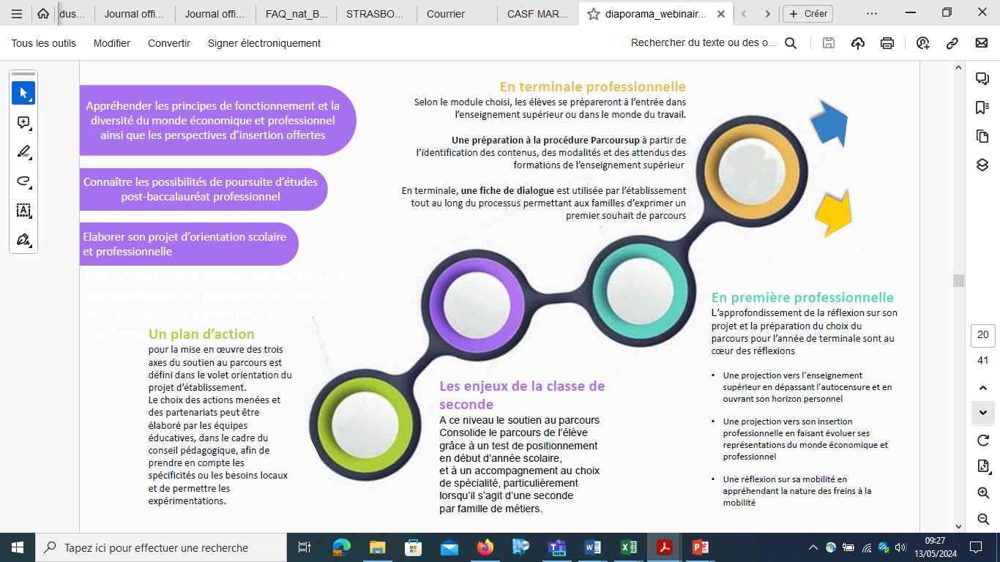 dus...
Journal offi...
Journal offi...
FAQ_nat_B...
STRASBO...
Courrier
CASF MAR...
diaporama_webinair...
Créer
Tous les outils
Modifier
Convertir
Signer électroniquement
Rechercher du texte ou des o...
Appréhender les principes de fonctionnement et la
diversité du monde économique et professionnel
ainsi que les perspectives d’insertion offertes
Connaître les possibilités de poursuite d’études
post-baccalauréat professionnel
Elaborer son projet d’orientation scolaire
et professionnelle
Les enjeux de la classe de seconde en
consolidation du parcours de l'élève
et à un accompagnement au
par
En terminale professionnelle
Selon le module choisi, les élèves se prépareront à l’entrée dans
l’enseignement supérieur ou dans le monde du travail.
Une préparation à la procédure Parcoursup à partir de
l’identification des contenus, des modalités et des attendus des
formations de l’enseignement supérieur
En terminale, une fiche de dialogue est utilisée par l’établissement
tout au long du processus permettant aux familles d’exprimer un
premier souhait de parcours
Un plan d’action
pour la mise en œuvre des trois
axes du soutien au parcours est
défini dans le volet orientation du
projet d’établissement.
Le choix des actions menées et
des partenariats peut être
élaboré par les équipes
éducatives, dans le cadre du
conseil pédagogique, afin de
prendre en compte les
spécificités ou les besoins locaux
et de permettre les
expérimentations.
Les enjeux de la classe de
seconde
A ce niveau le soutien au parcours
Consolide le parcours de l’élève
grâce à un test de positionnement
en début d’année scolaire,
et à un accompagnement au choix
de spécialité, particulièrement
lorsqu’il s’agit d’une seconde
par famille de métiers.
En première professionnelle
L’approfondissement de la réflexion sur son
projet et la préparation du choix du
parcours pour l’année de terminale sont au
cœur des réflexions
• Une projection vers l’enseignement
supérieur en dépassant l’autocensure et en
ouvrant son horizon personnel
• Une projection vers son insertion
professionnelle en faisant évoluer ses
représentations du monde économique et
professionnel
• Une réflexion sur sa mobilité en
appréhendant la nature des freins à la
mobilité
20
41
Tapez ici pour effectuer une recherche
NEW
09:27
13/05/2024